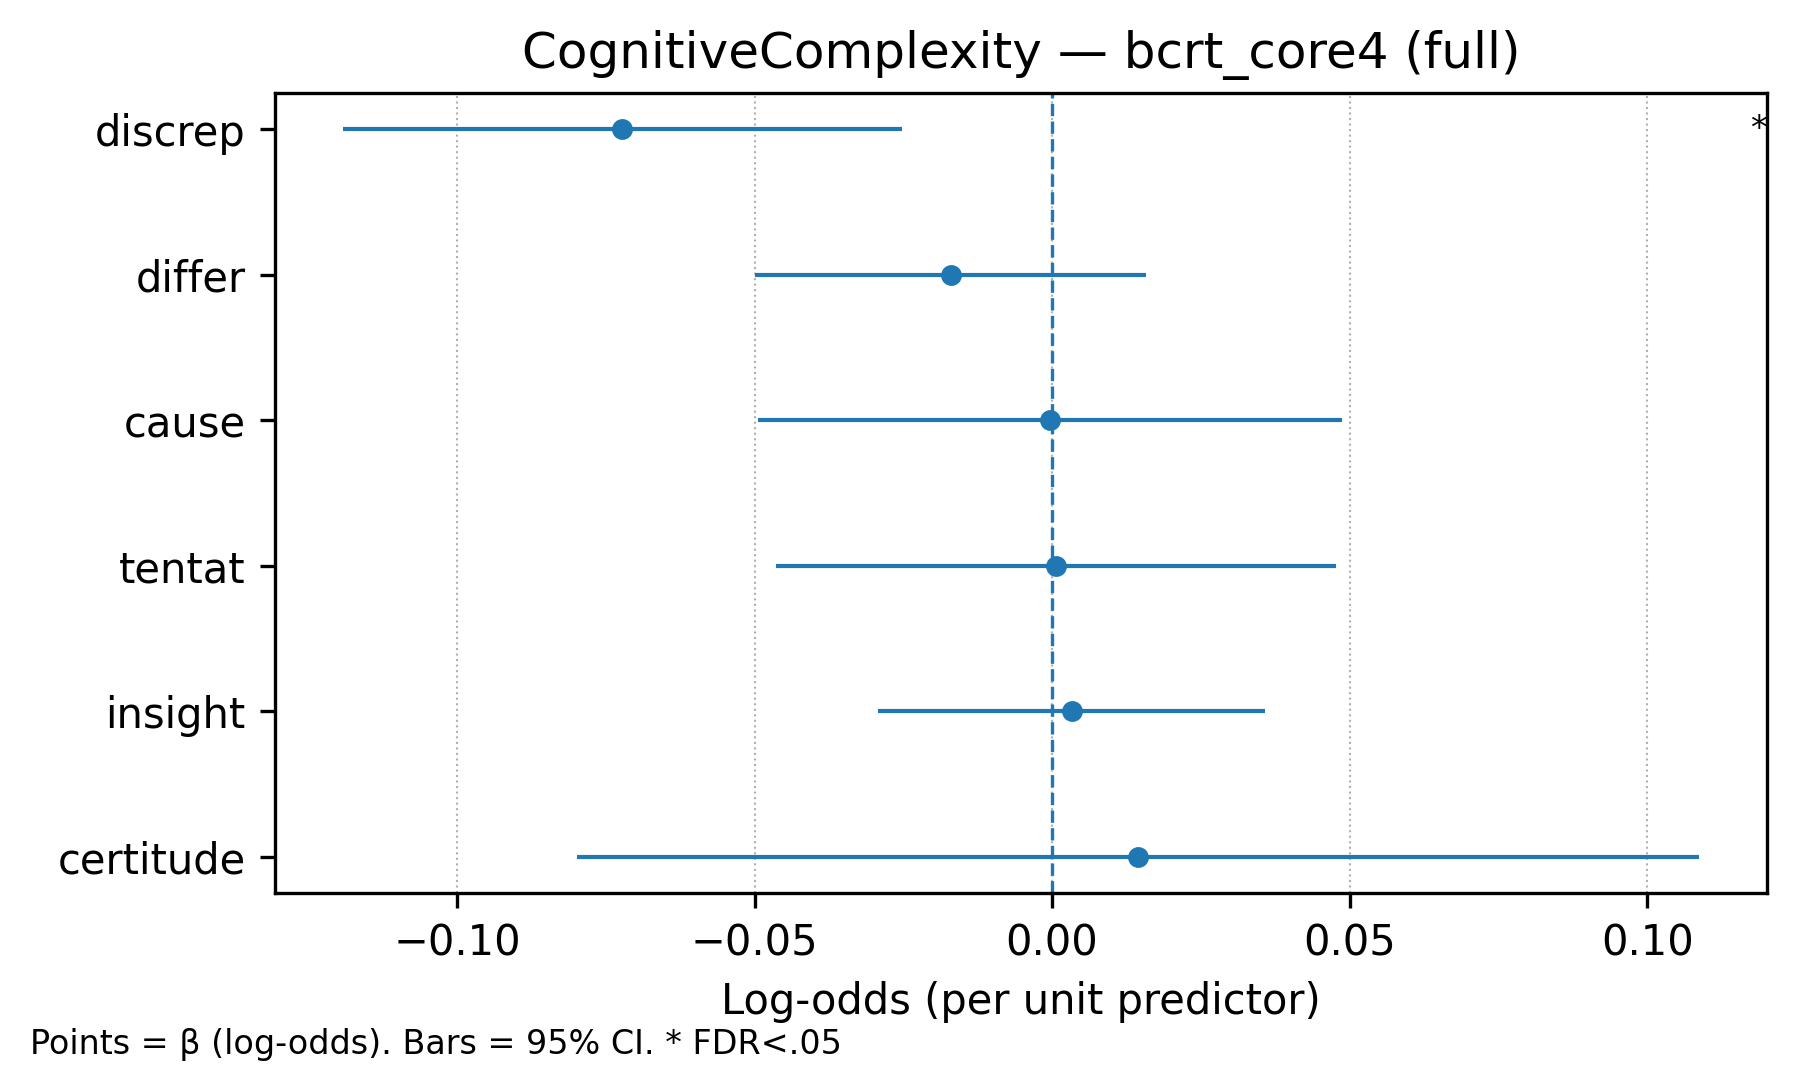 CognitiveComplexity — bcrt_core4 (full)
discrep
*
differ
cause
tentat
insight
certitude
−0.10
−0.05
0.00
0.05
0.10
Log-odds (per unit predictor)
Points = β (log-odds). Bars = 95% CI. * FDR<.05